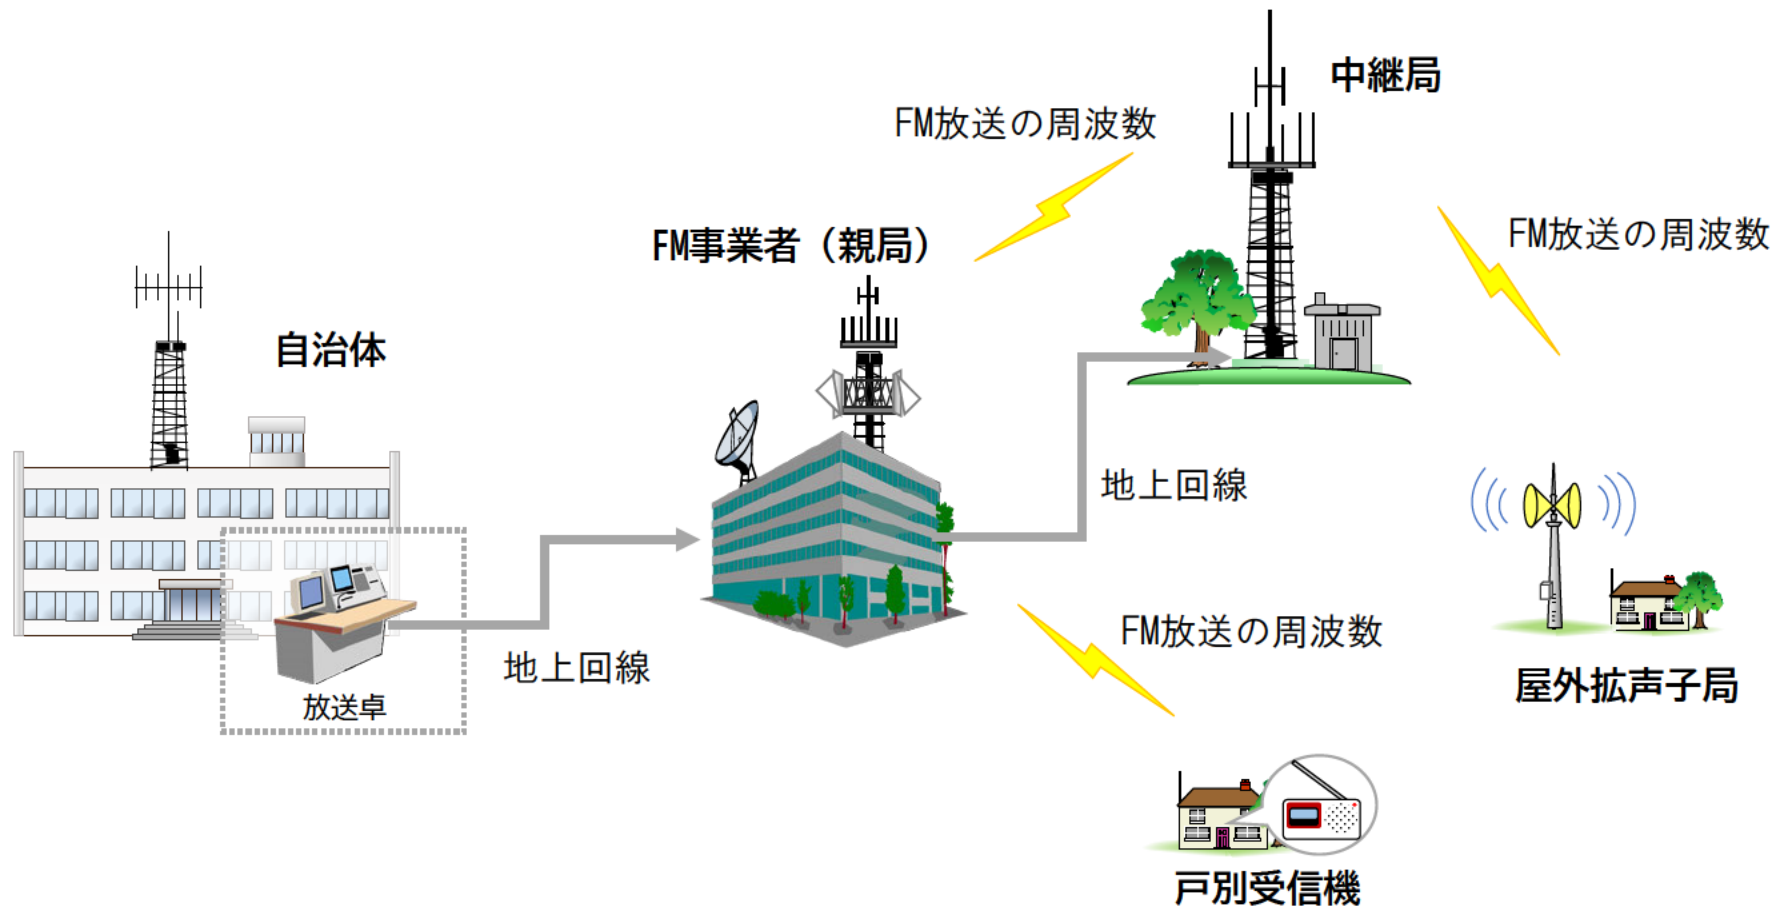 中継局
FM放送の周波数
FM放送の周波数
FM事業者（親局）
自治体
地上回線
FM放送の周波数
地上回線
屋外拡声子局
放送卓
戸別受信機